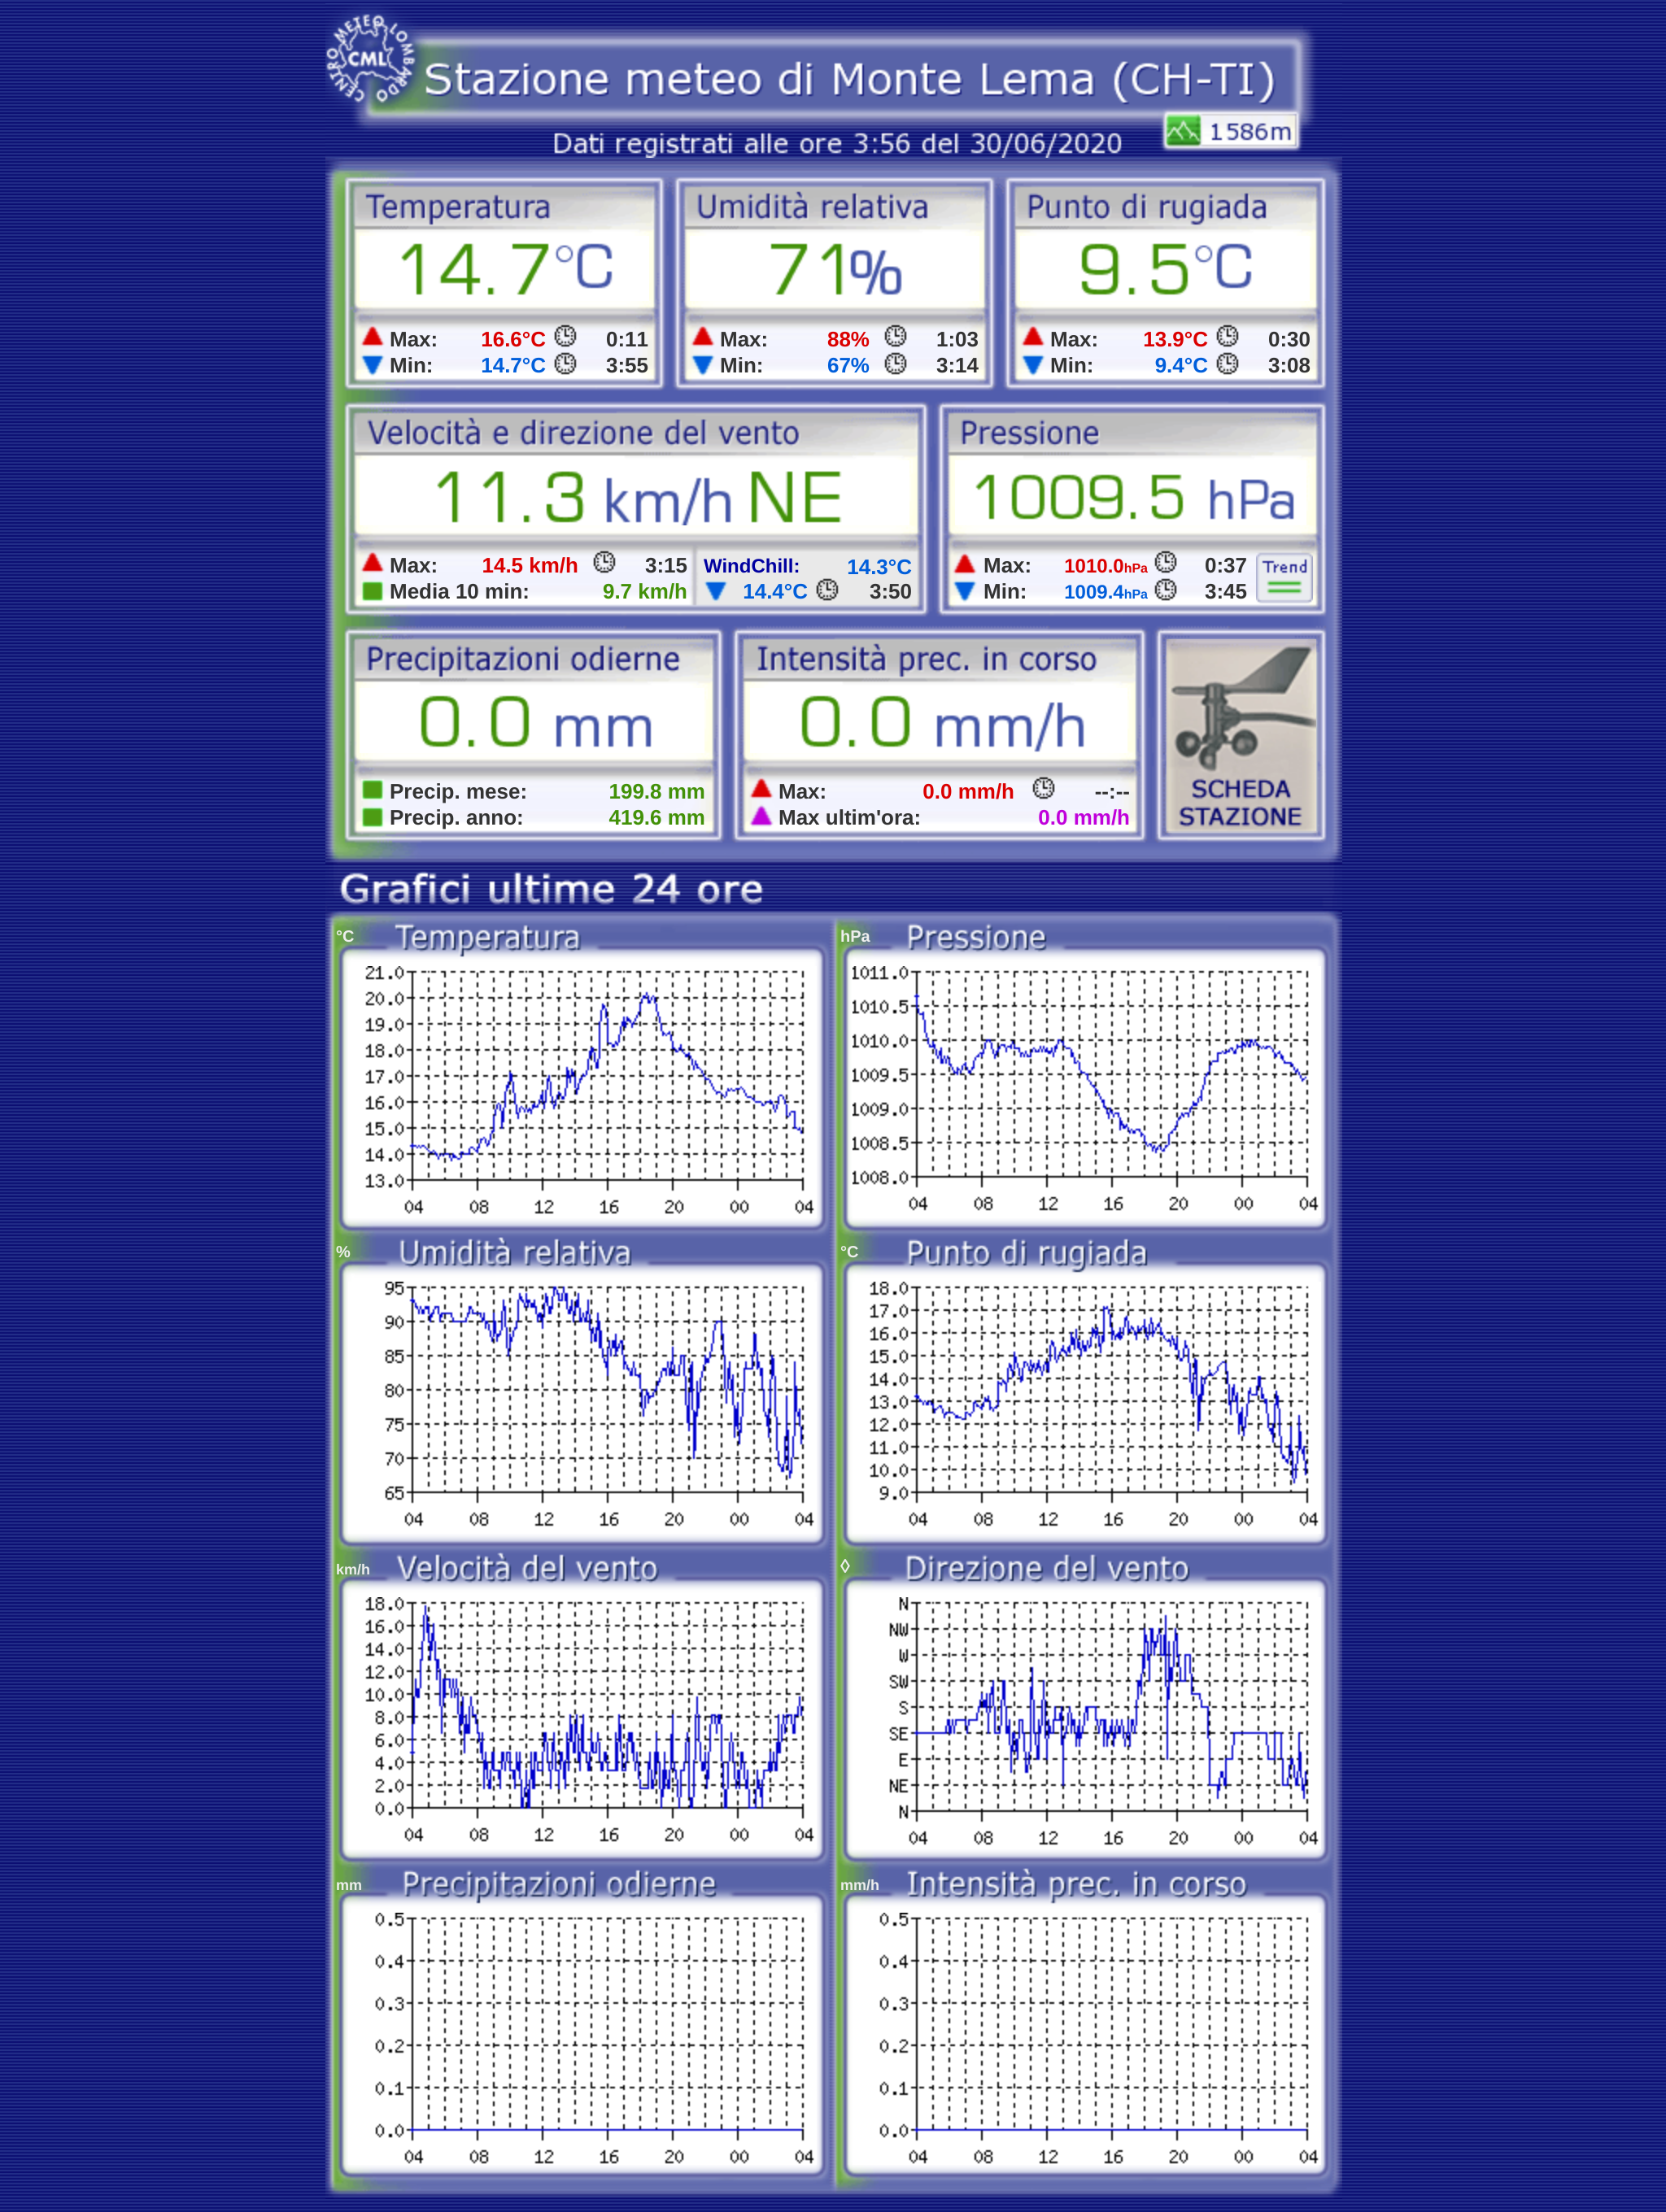 CENTRO METEO LOMBARDO
CML
Stazione meteo di Monte Lema (CH-TI)
Dati registrati alle ore 3:56 del 30/06/2020
1586m
Temperatura Umidità relativa Punto di rugiada
14.7°C 71% 9.5°C
Max: 16.6°C 0:11 Max: 88% 1:03 Max: 13.9°C 0:30
Min: 14.7°C 3:55 Min: 67% 3:14 Min: 9.4°C 3:08
Velocità e direzione del vento Pressione
11.3 km/h NE 1009.5 hPa
Max: 14.5 km/h 3:15 WindChill: 14.3°C Max: 1010.0hPa 0:37 Trend
Media 10 min: 9.7 km/h 14.4°C 3:50 Min: 1009.4hPa 3:45
Precipitazioni odierne Intensità prec. in corso
0.0 mm 0.0 mm/h
Precip. mese: 199.8 mm Max: 0.0 mm/h --:-- SCHEDA
Precip. anno: 419.6 mm Max ultim'ora: 0.0 mm/h STAZIONE
Grafici ultime 24 ore
°C Temperatura
21.0
20.0
19.0
18.0
17.0
16.0
15.0
14.0
13.0
04 08 12 16 20 00 04
hPa Pressione
1011.0
1010.5
1010.0
1009.5
1009.0
1008.5
1008.0
04 08 12 16 20 00 04
% Umidità relativa
95
90
85
80
75
70
65
04 08 12 16 20 00 04
°C Punto di rugiada
18.0
17.0
16.0
15.0
14.0
13.0
12.0
11.0
10.0
9.0
04 08 12 16 20 00 04
km/h Velocità del vento
18.0
16.0
14.0
12.0
10.0
8.0
6.0
4.0
2.0
0.0
04 08 12 16 20 00 04
◊ Direzione del vento
N
NW
W
SW
S
SE
E
NE
N
04 08 12 16 20 00 04
mm Precipitazioni odierne
0.5
0.4
0.3
0.2
0.1
0.0
04 08 12 16 20 00 04
mm/h Intensità prec. in corso
0.5
0.4
0.3
0.2
0.1
0.0
04 08 12 16 20 00 04